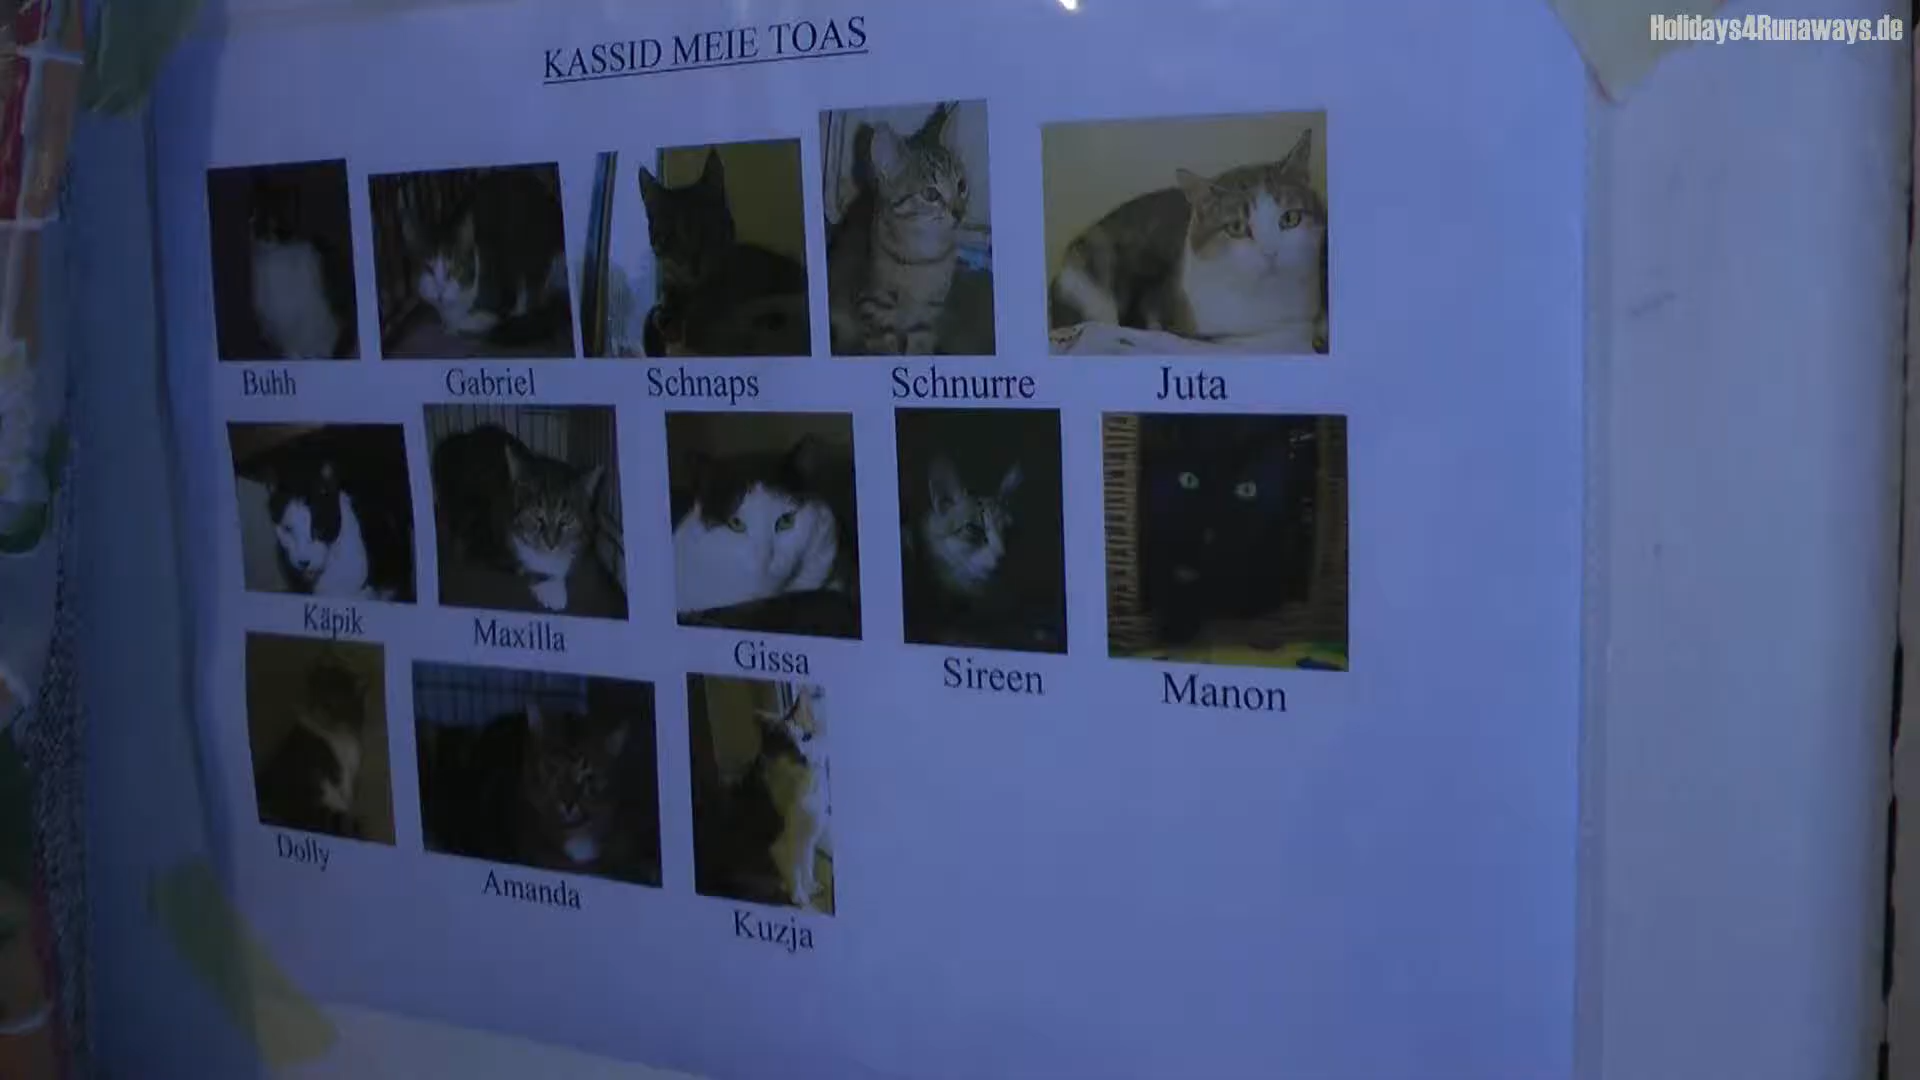 Holidays4Runaways.de
KASSID MEIE TOAS
Buhh Gabriel Schnaps Schnurre Juta
Käpik Maxilla Gissa Sireen Manon
Dolly Amanda Kuzja